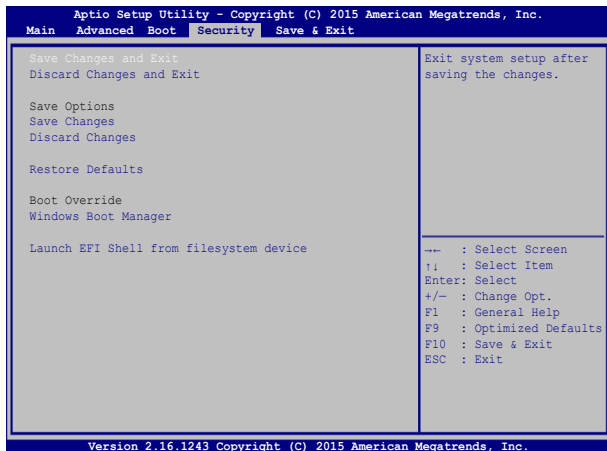 Aptio Setup Utility - Copyright (C) 2015 American Megatrends, Inc.
Main Advanced Boot Security Save & Exit
Save Changes and Exit
Discard Changes and Exit
Save Options
Save Changes
Discard Changes
Restore Defaults
Boot Override
Windows Boot Manager
Launch EFI Shell from filesystem device
Exit system setup after
saving the changes.
→← : Select Screen
↑↓ : Select Item
Enter: Select
+/— : Change Opt.
F1 : General Help
F9 : Optimized Defaults
F10 : Save & Exit
ESC : Exit
Version 2.16.1243 Copyright (C) 2015 American Megatrends, Inc.